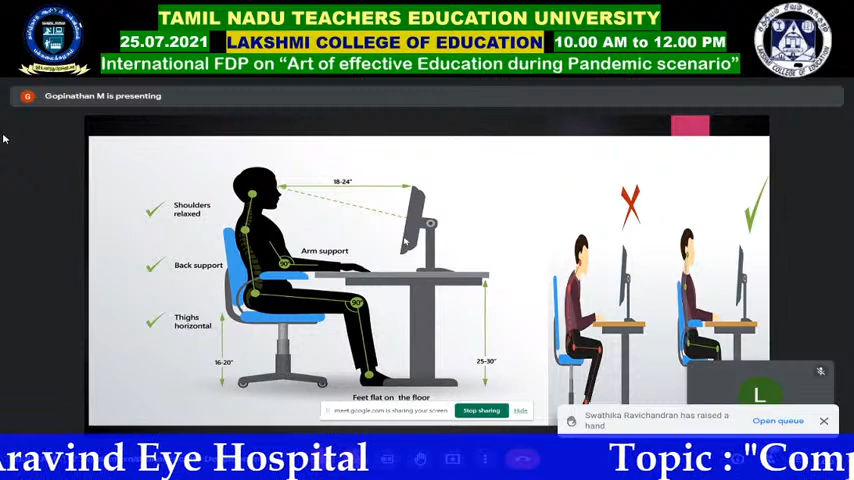 TAMIL NADU TEACHERS EDUCATION UNIVERSITY
25.07.2021 LAKSHMI COLLEGE OF EDUCATION 10.00 AM to 12.00 PM
International FDP on “Art of effective Education during Pandemic scenario”
G Gopinathan M is presenting
18-24"
Shoulders
relaxed
Arm support
90°
Back support
90°
Thighs
horizontal
16-20"
25-30"
Feet flat on the floor
meet.google.com is sharing your screen. Stop sharing Hide
L
Swathika Ravichandran has raised a
hand
Open queue
Aravind Eye Hospital Topic : "Comp